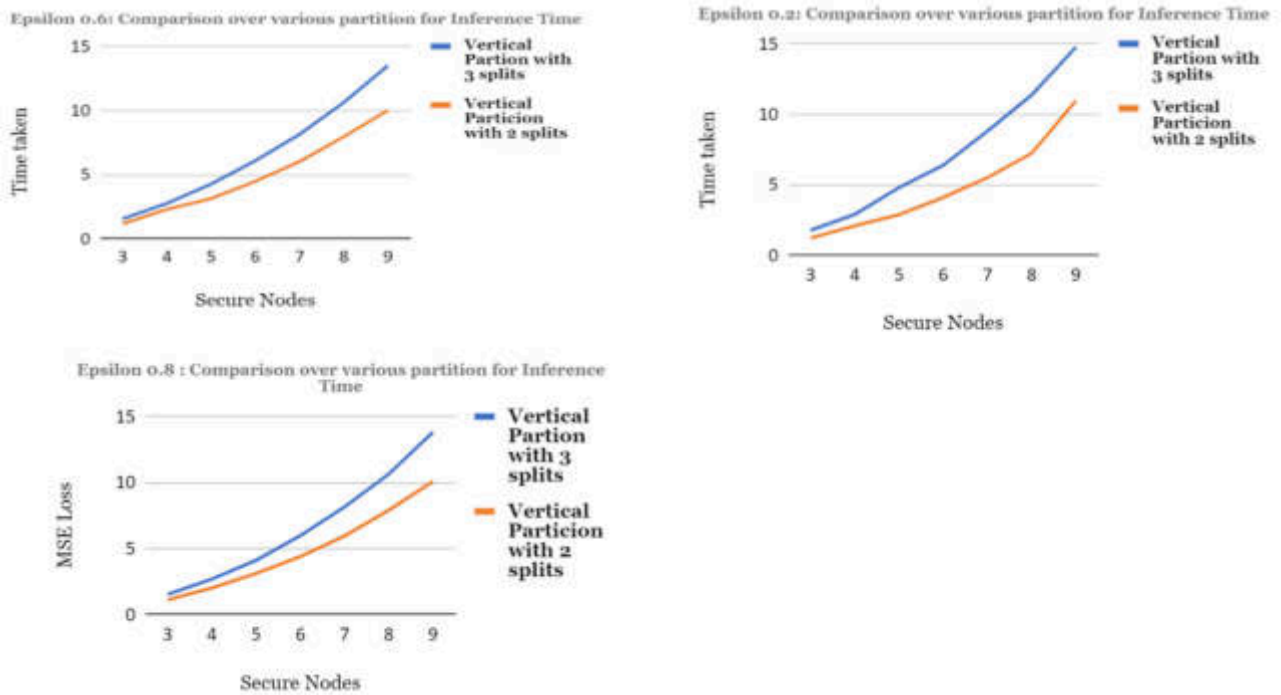 Epsilon 0.6: Comparison over various partition for Inference Time
15
10
5
0
Time taken
3 4 5 6 7 8 9
Secure Nodes
Vertical
Partion with
3 splits
Vertical
Particion
with 2 splits
Epsilon 0.2: Comparison over various partition for Inference Time
15
10
5
0
Time taken
3 4 5 6 7 8 9
Secure Nodes
Vertical
Partion with
3 splits
Vertical
Particion
with 2 splits
Epsilon 0.8 : Comparison over various partition for Inference
Time
15
10
5
0
MSE Loss
3 4 5 6 7 8 9
Secure Nodes
Vertical
Partion
with 3
splits
Vertical
Particion
with 2
splits